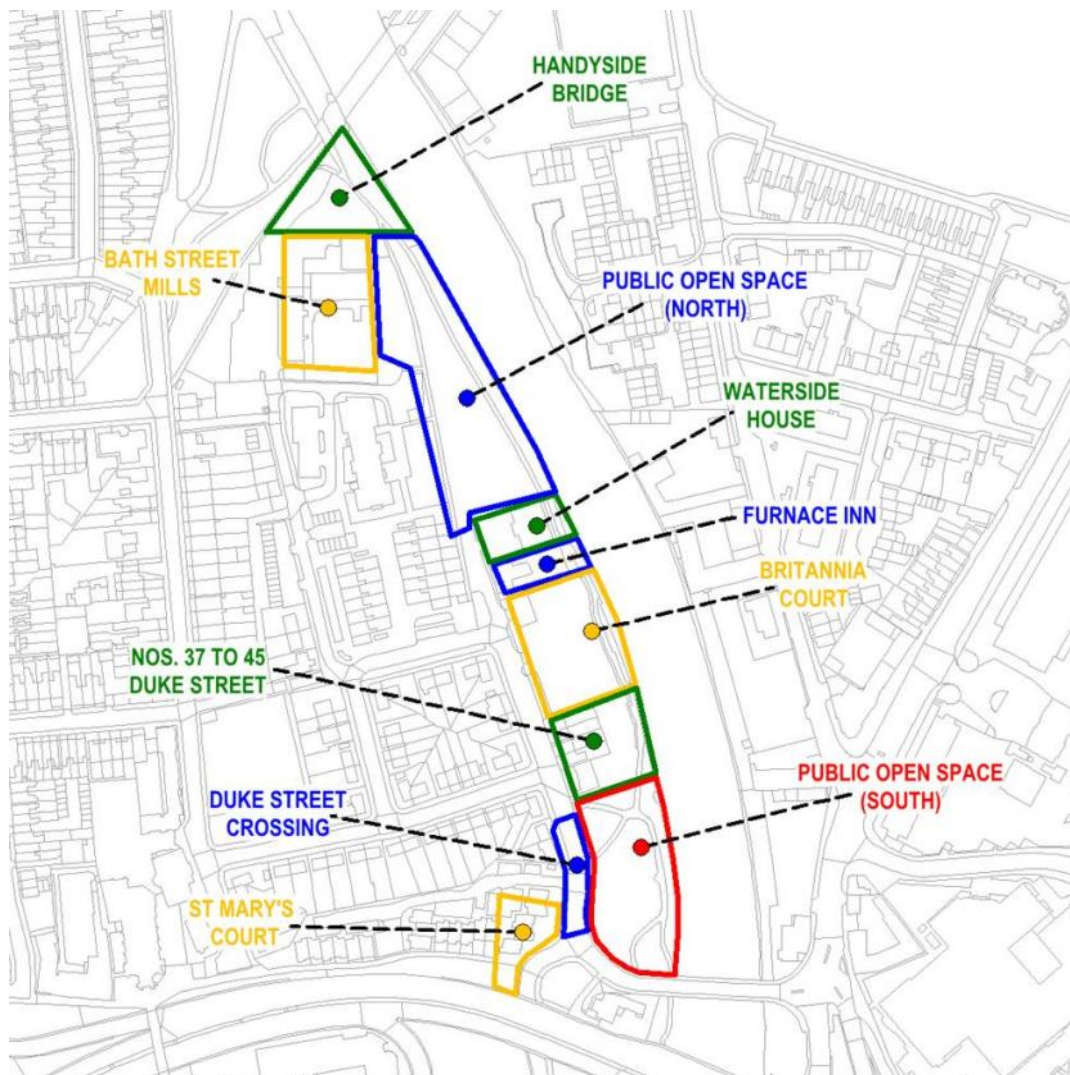 HANDYSIDE
BRIDGE
BATH STREET
MILLS
PUBLIC OPEN SPACE
(NORTH)
WATERSIDE
HOUSE
FURNACE INN
BRITANNIA
COURT
NOS. 37 TO 45
DUKE STREET
PUBLIC OPEN SPACE
(SOUTH)
DUKE STREET
CROSSING
ST MARY'S
COURT